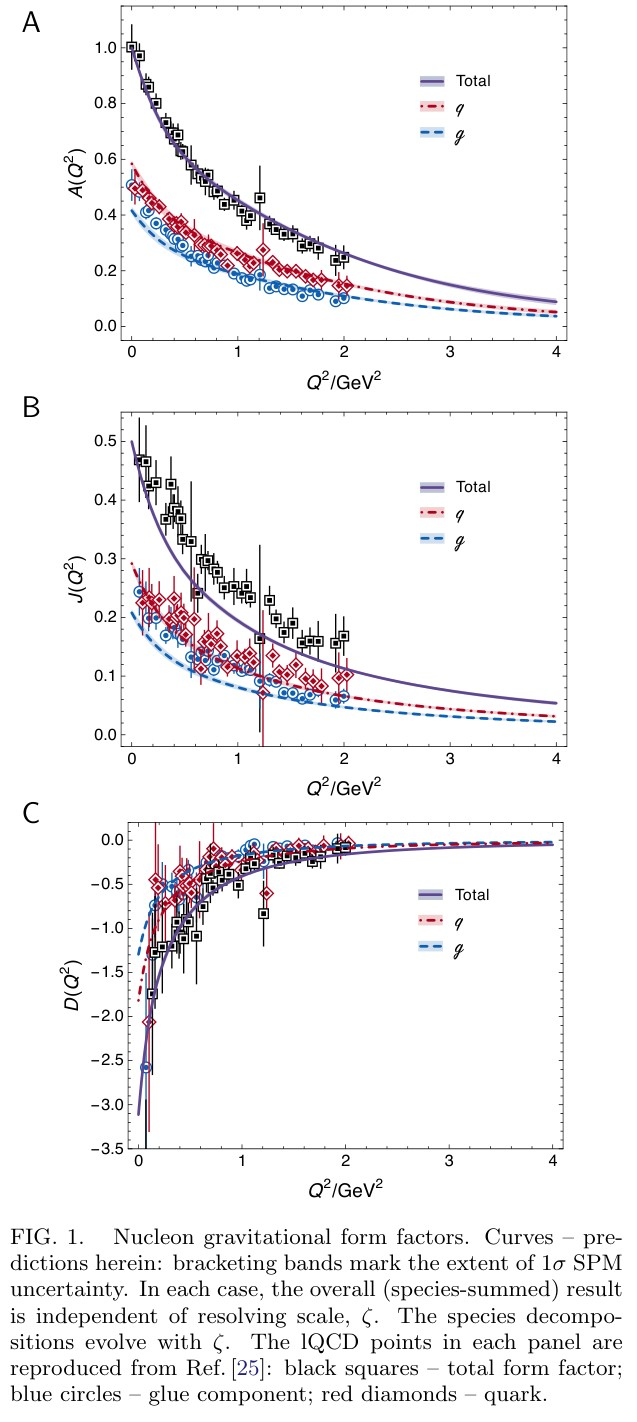 A
1.0
0.8
0.6
0.4
0.2
0.0
A(Q²)
Total
q
g
0 1 2 3 4
Q²/GeV²
B
0.5
0.4
0.3
0.2
0.1
0.0
J(Q²)
Total
q
g
0 1 2 3 4
Q²/GeV²
C
0.0
−0.5
−1.0
−1.5
−2.0
−2.5
−3.0
−3.5
D(Q²)
Total
q
g
0 1 2 3 4
Q²/GeV²
FIG. 1. Nucleon gravitational form factors. Curves – pre-
dictions herein: bracketing bands mark the extent of 1σ SPM
uncertainty. In each case, the overall (species-summed) result
is independent of resolving scale, ζ. The species decompo-
sitions evolve with ζ. The lQCD points in each panel are
reproduced from Ref. [25]: black squares – total form factor;
blue circles – glue component; red diamonds – quark.